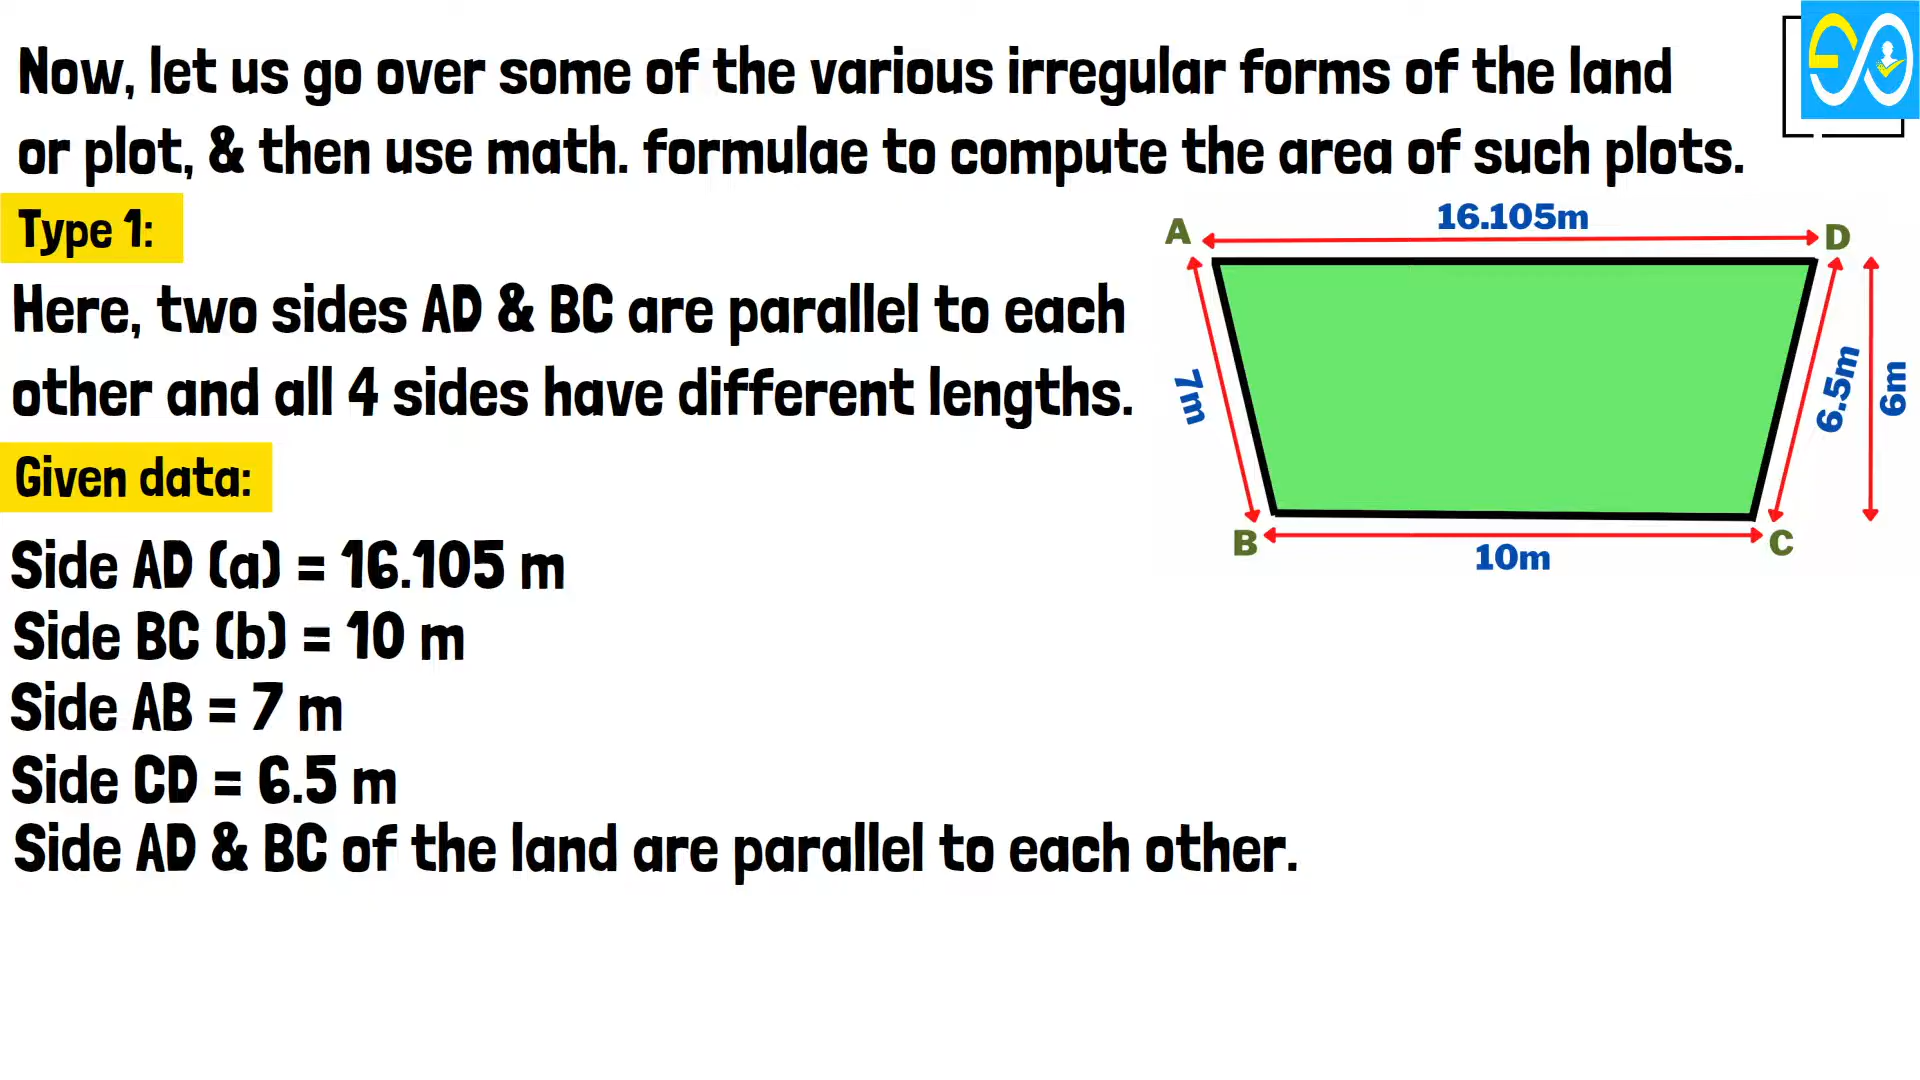 Now, let us go over some of the various irregular forms of the land
or plot, & then use math. formulae to compute the area of such plots.
Type 1:
Here, two sides AD & BC are parallel to each
other and all 4 sides have different lengths.
Given data:
Side AD (a) = 16.105 m
Side BC (b) = 10 m
Side AB = 7 m
Side CD = 6.5 m
Side AD & BC of the land are parallel to each other.
16.105m
A
D
7m
6.5m
6m
B
C
10m